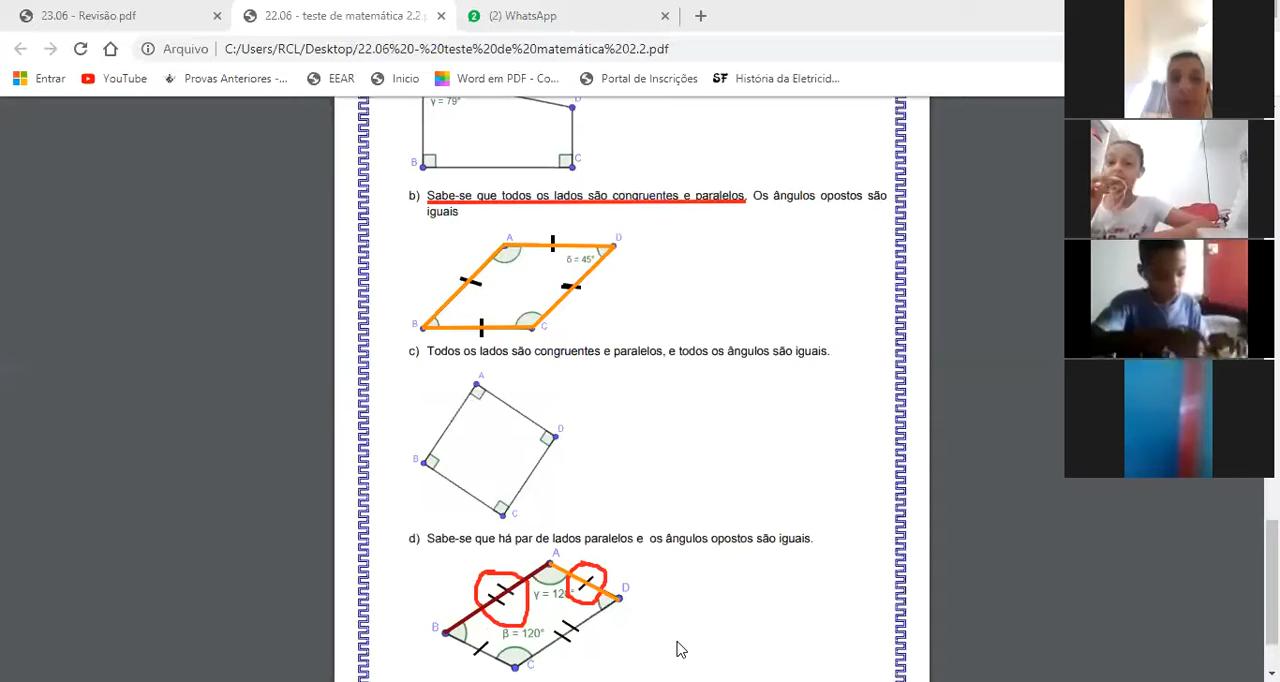 23.06 - Revisão pdf
22.06 - teste de matemática 2.2.p
2 (2) WhatsApp
Arquivo C:/Users/RCL/Desktop/22.06%20-%20teste%20de%20matemática%202.2.pdf
Entrar YouTube Provas Anteriores -... EEAR Inicio Word em PDF - Co... Portal de Inscrições SF História da Eletricid...
γ = 79°
D
B C
b) Sabe-se que todos os lados são congruentes e paralelos. Os ângulos opostos são
iguais
A D
δ = 45°
B C
c) Todos os lados são congruentes e paralelos, e todos os ângulos são iguais.
A
D
B
C
d) Sabe-se que há par de lados paralelos e os ângulos opostos são iguais.
A
D
B
β = 120°
C